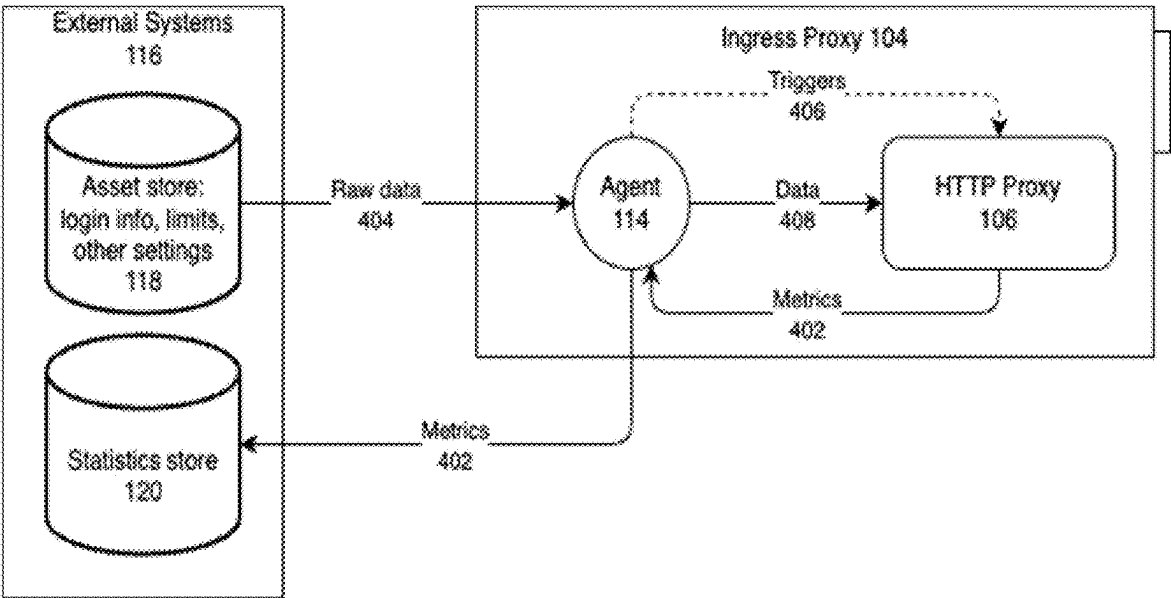 External Systems
116
Asset store:
login info, limits,
other settings
118
Statistics store
120
Raw data
404
Metrics
402
Ingress Proxy 104
Triggers
406
Agent
114
Data
408
HTTP Proxy
106
Metrics
402